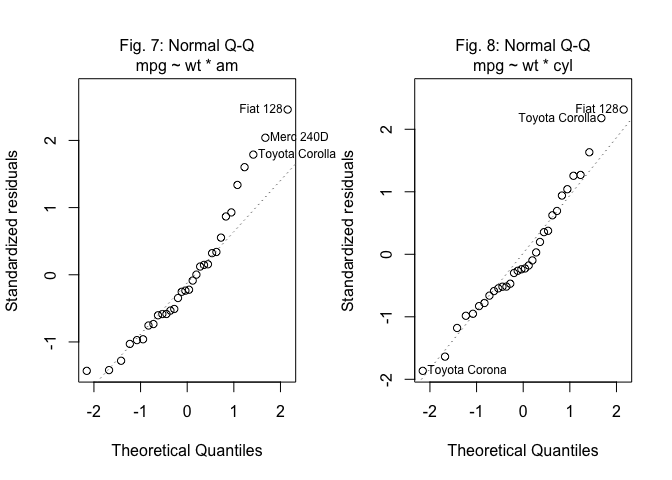 Fig. 7: Normal Q-Q
mpg ~ wt * am
Fiat 128
Merc 240D
Toyota Corolla
2
1
0
-1
Standardized residuals
-2 -1 0 1 2
Theoretical Quantiles
Fig. 8: Normal Q-Q
mpg ~ wt * cyl
Fiat 128
Toyota Corolla
Toyota Corona
2
1
0
-1
-2
Standardized residuals
-2 -1 0 1 2
Theoretical Quantiles